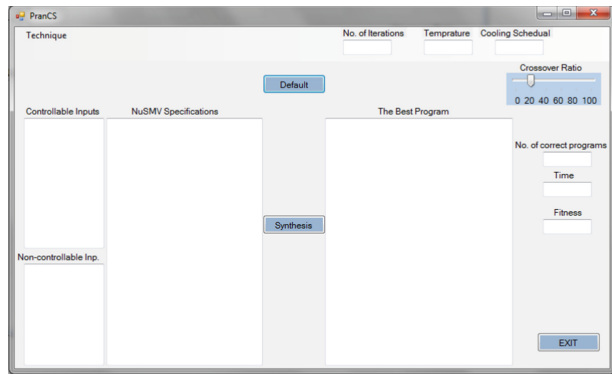 PranCS
Technique
No. of Iterations Temprature Cooling Schedual
Crossover Ratio
Default
0 20 40 60 80 100
Controllable Inputs NuSMV Specifications The Best Program
No. of correct programs
Time
Fitness
Synthesis
Non-controllable Inp.
EXIT